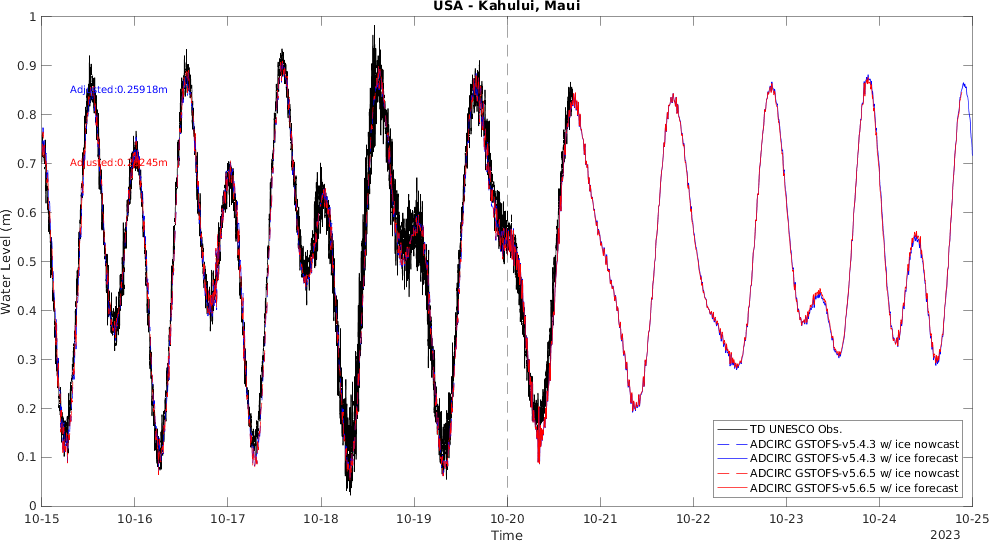 USA - Kahului, Maui
1
0.9
0.8
0.7
0.6
0.5
0.4
0.3
0.2
0.1
0
Water Level (m)
Adjusted:0.25918m
TD UNESCO Obs.
ADCIRC GSTOFS-v5.4.3 w/ ice nowcast
ADCIRC GSTOFS-v5.4.3 w/ ice forecast
ADCIRC GSTOFS-v5.6.5 w/ ice nowcast
ADCIRC GSTOFS-v5.6.5 w/ ice forecast
10-15 10-16 10-17 10-18 10-19 10-20 10-21 10-22 10-23 10-24 10-25
Time
2023